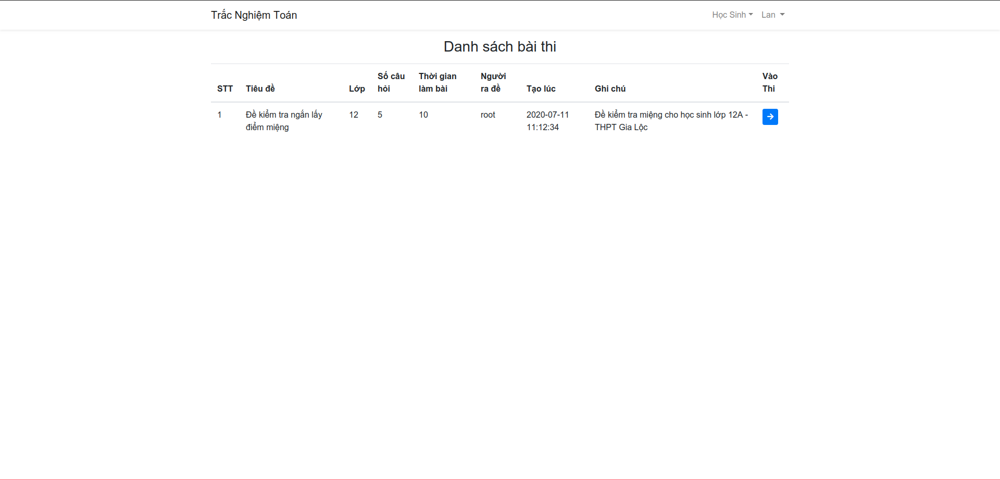 Trắc Nghiệm Toán
Học Sinh
Lan
Danh sách bài thi
STT
Tiêu đề
Lớp
Số câu
hỏi
Thời gian
làm bài
Người
ra đề
Tạo lúc
Ghi chú
Vào
Thi
1
Đề kiểm tra ngắn lấy
điểm miệng
12
5
10
root
2020-07-11
11:12:34
Đề kiểm tra miệng cho học sinh lớp 12A -
THPT Gia Lộc